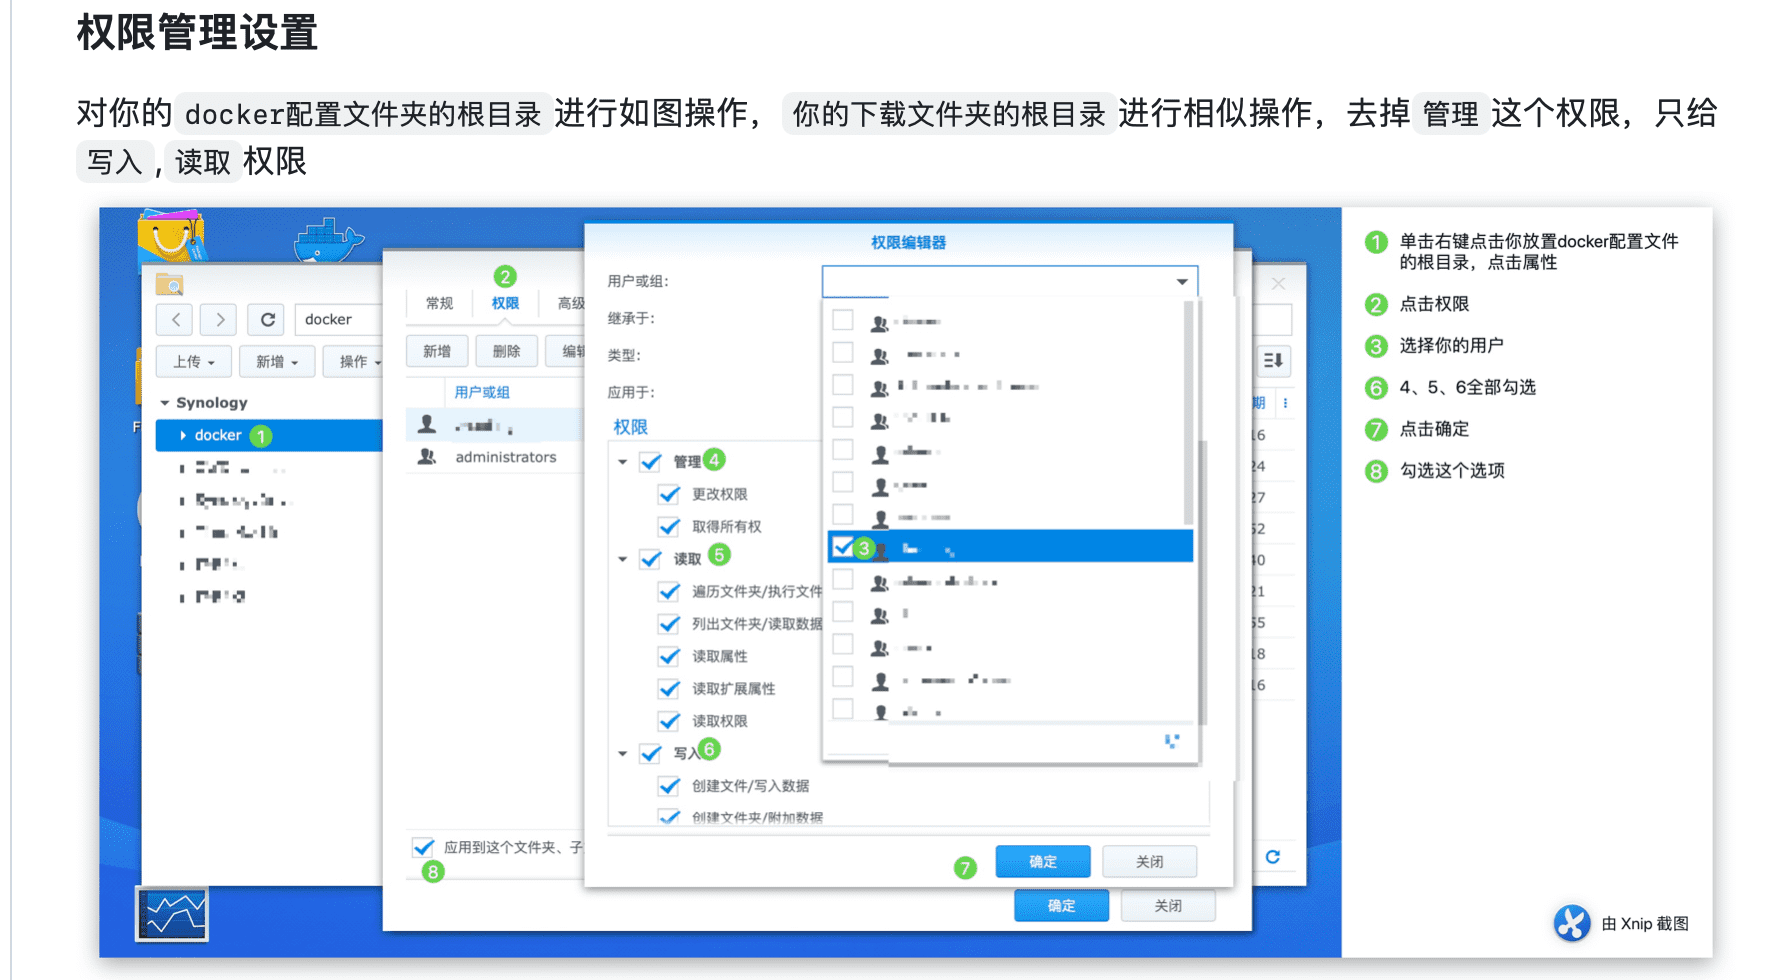 权限管理设置
对你的 docker配置文件夹的根目录 进行如图操作， 你的下载文件夹的根目录 进行相似操作，去掉 管理 这个权限，只给
写入 , 读取 权限
权限编辑器
用户或组:
继承于:
类型:
应用于:
权限
管理 4
更改权限
取得所有权
读取 5
遍历文件夹/执行文件
列出文件夹/读取数据
读取属性
读取扩展属性
读取权限
写入 6
创建文件/写入数据
创建文件夹/附加数据
3
7 确定 关闭
2
常规 权限 高级
新增 删除 编辑
用户或组
administrators
应用到这个文件夹、子
8
确定 关闭
docker
上传 新增 操作
Synology
docker 1
期
16
24
27
52
40
21
55
18
16
1 单击右键点击你放置docker配置文件
的根目录，点击属性
2 点击权限
3 选择你的用户
6 4、5、6全部勾选
7 点击确定
8 勾选这个选项
由 Xnip 截图